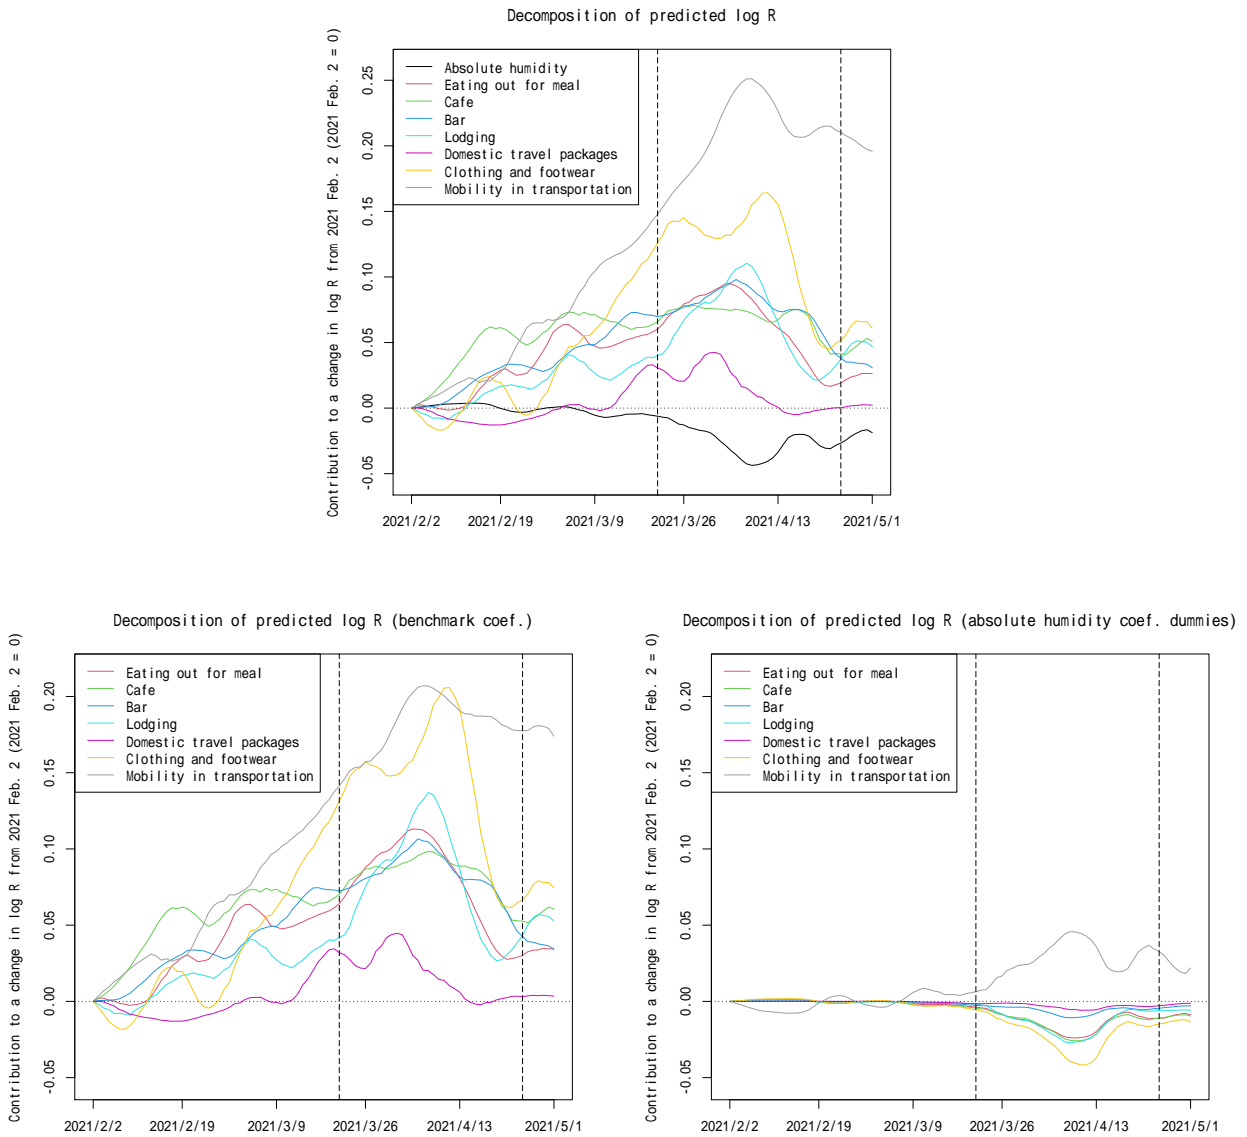 Decomposition of predicted log R
Contribution to a change in log R from 2021 Feb. 2 (2021 Feb. 2 = 0)
0.25
0.20
0.15
0.10
0.05
0.00
-0.05
Absolute humidity
Eating out for meal
Cafe
Bar
Lodging
Domestic travel packages
Clothing and footwear
Mobility in transportation
2021/2/2 2021/2/19 2021/3/9 2021/3/26 2021/4/13 2021/5/1
Decomposition of predicted log R (benchmark coef.)
Contribution to a change in log R from 2021 Feb. 2 (2021 Feb. 2 = 0)
0.20
0.15
0.10
0.05
0.00
-0.05
Eating out for meal
Cafe
Bar
Lodging
Domestic travel packages
Clothing and footwear
Mobility in transportation
2021/2/2 2021/2/19 2021/3/9 2021/3/26 2021/4/13 2021/5/1
Decomposition of predicted log R (absolute humidity coef. dummies)
Contribution to a change in log R from 2021 Feb. 2 (2021 Feb. 2 = 0)
0.20
0.15
0.10
0.05
0.00
-0.05
Eating out for meal
Cafe
Bar
Lodging
Domestic travel packages
Clothing and footwear
Mobility in transportation
2021/2/2 2021/2/19 2021/3/9 2021/3/26 2021/4/13 2021/5/1